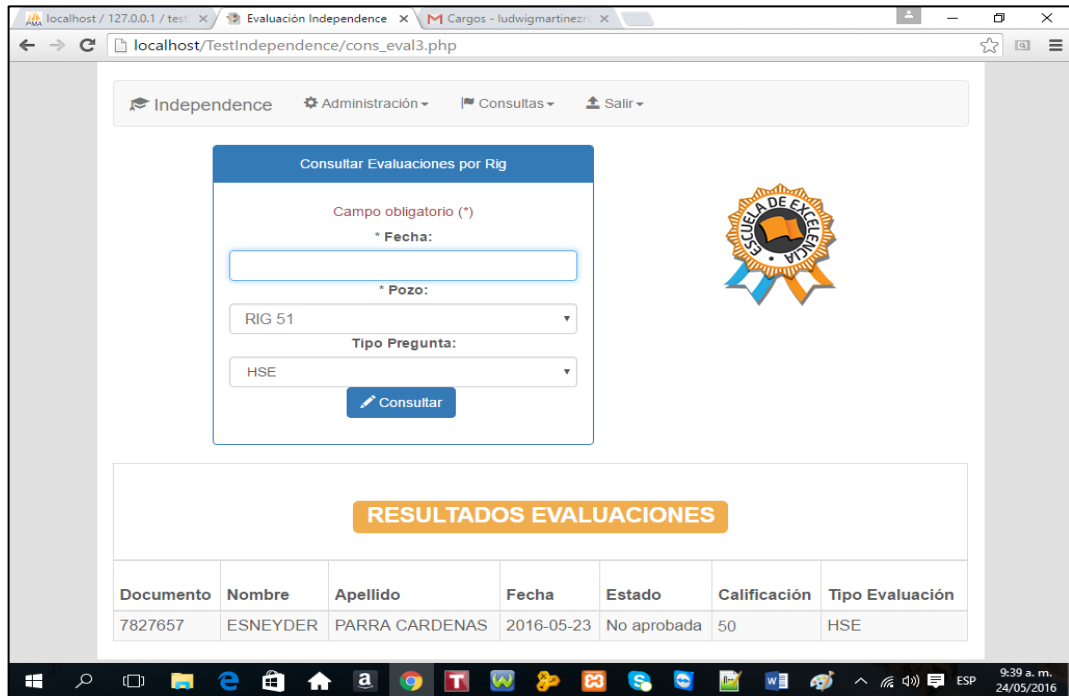 localhost / 127.0.0.1 / test
Evaluación Independence
Cargos - ludwigmartinezr
localhost/TestIndependence/cons_eval3.php
Independence
Administración
Consultas
Salir
Consultar Evaluaciones por Rig
Campo obligatorio (*)
* Fecha:
* Pozo:
RIG 51
Tipo Pregunta:
HSE
Consultar
ESCUELA DE EXCELENCIA
RESULTADOS EVALUACIONES
Documento Nombre Apellido Fecha Estado Calificación Tipo Evaluación
7827657 ESNEYDER PARRA CARDENAS 2016-05-23 No aprobada 50 HSE
ESP
9:39 a. m.
24/05/2016